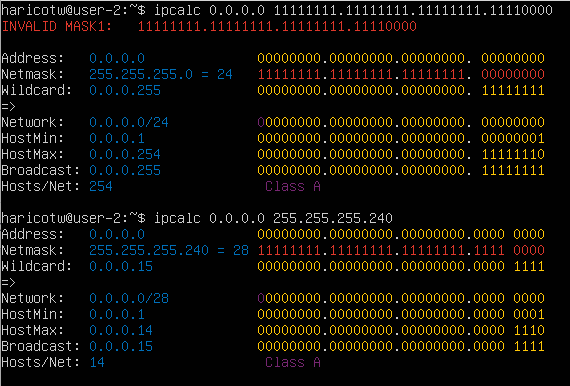 haricotw@user-2:~$ ipcalc 0.0.0.0 11111111.11111111.11111111.11110000
INVALID MASK1:   11111111.11111111.11111111.11110000
Address:   0.0.0.0              00000000.00000000.00000000. 00000000
Netmask:   255.255.255.0 = 24   11111111.11111111.11111111. 00000000
Wildcard:  0.0.0.255            00000000.00000000.00000000. 11111111
=>
Network:   0.0.0.0/24           00000000.00000000.00000000. 00000000
HostMin:   0.0.0.1              00000000.00000000.00000000. 00000001
HostMax:   0.0.0.254            00000000.00000000.00000000. 11111110
Broadcast: 0.0.0.255            00000000.00000000.00000000. 11111111
Hosts/Net: 254                   Class A
haricotw@user-2:~$ ipcalc 0.0.0.0 255.255.255.240
Address:   0.0.0.0              00000000.00000000.00000000.0000 0000
Netmask:   255.255.255.240 = 28 11111111.11111111.11111111.1111 0000
Wildcard:  0.0.0.15             00000000.00000000.00000000.0000 1111
=>
Network:   0.0.0.0/28           00000000.00000000.00000000.0000 0000
HostMin:   0.0.0.1              00000000.00000000.00000000.0000 0001
HostMax:   0.0.0.14             00000000.00000000.00000000.0000 1110
Broadcast: 0.0.0.15             00000000.00000000.00000000.0000 1111
Hosts/Net: 14                    Class A